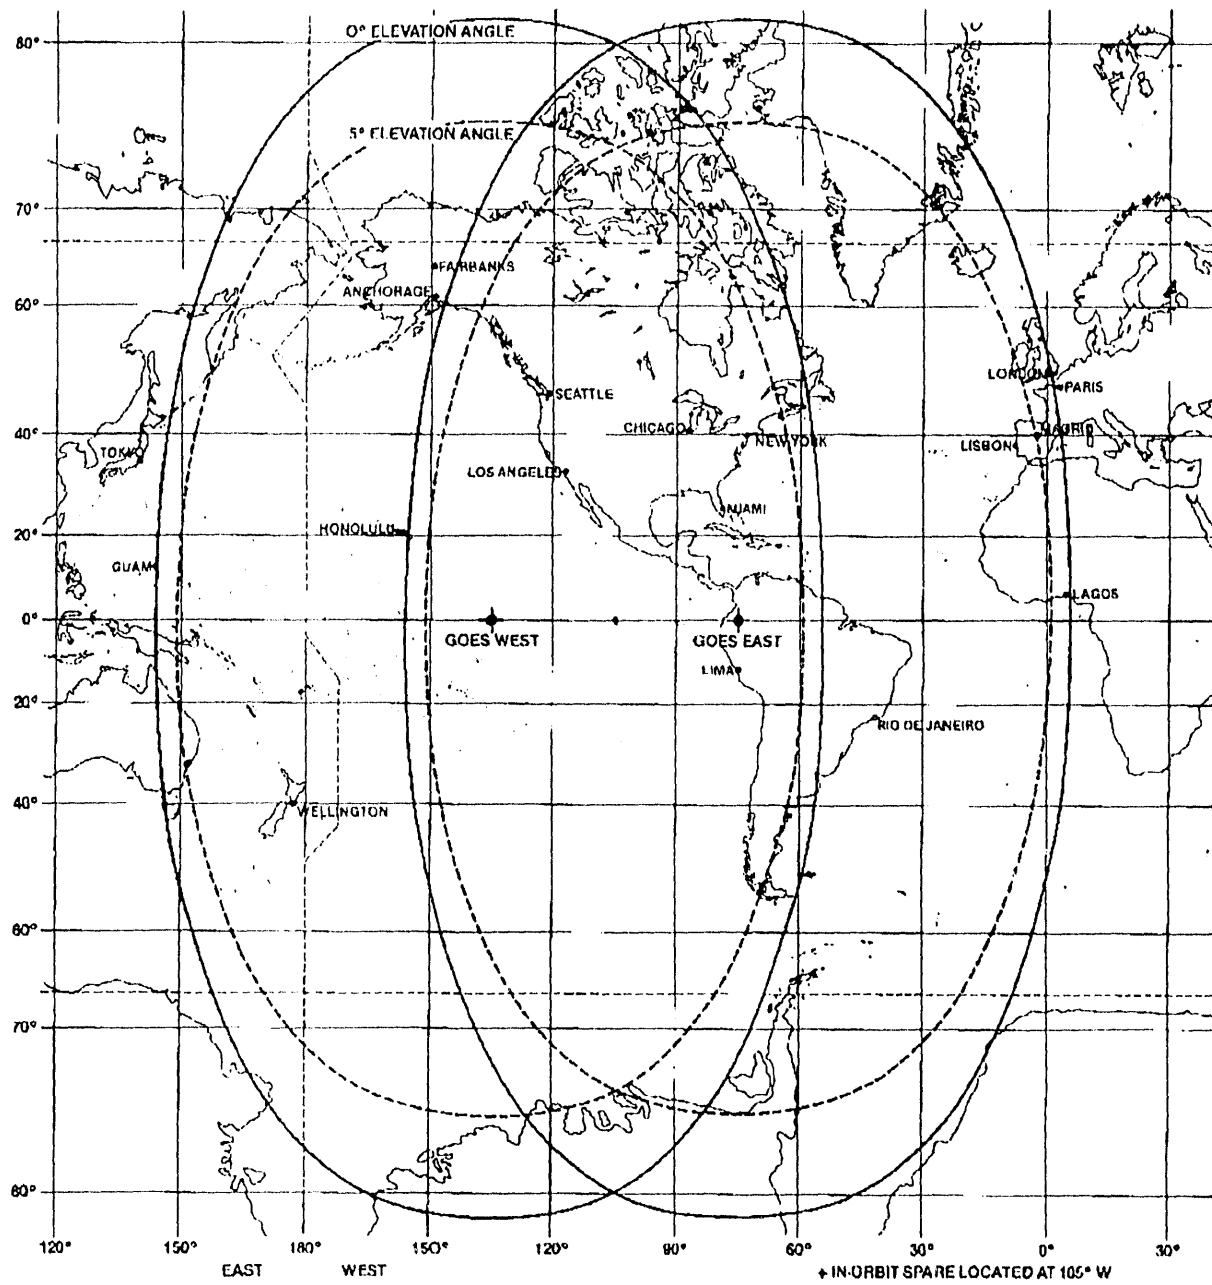 0° ELEVATION ANGLE
80°
5° ELEVATION ANGLE
70°
FAIRBANKS
ANCHORAGE
60°
LONDON
PARIS
SEATTLE
CHICAGO
NEW YORK
MADRID
LISBON
40°
TOKYO
LOS ANGELES
MIAMI
HONOLULU
20°
GUAM
LAGOS
0°
GOES WEST
GOES EAST
LIMA
20°
RIO DE JANEIRO
40°
WELLINGTON
60°
70°
80°
120° 150° 180° 150° 120° 90° 60° 0° 30°
EAST WEST
+ IN-ORBIT SPARE LOCATED AT 105° W